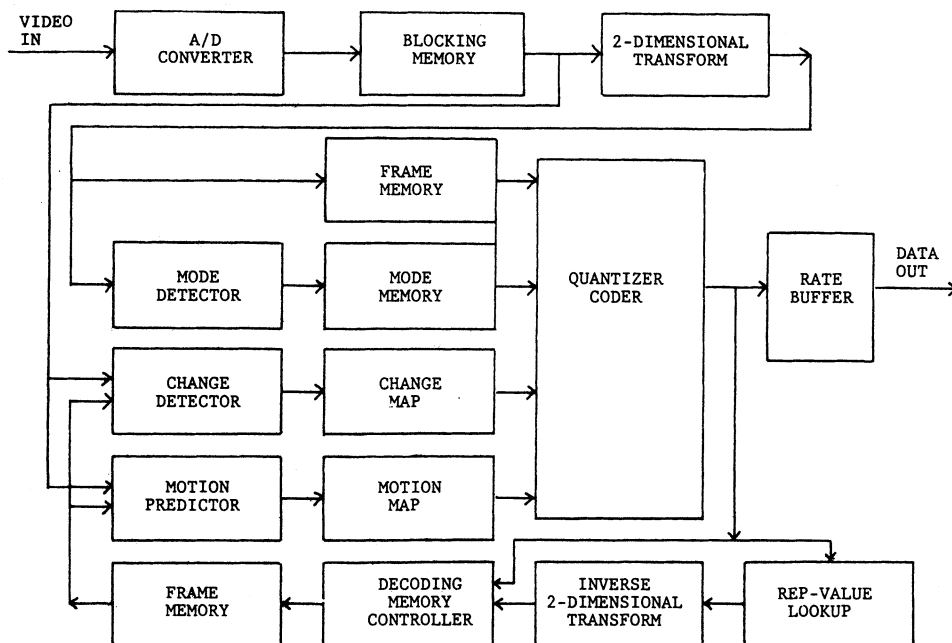 VIDEO
IN
A/D
CONVERTER
BLOCKING
MEMORY
2-DIMENSIONAL
TRANSFORM
FRAME
MEMORY
MODE
DETECTOR
MODE
MEMORY
QUANTIZER
CODER
RATE
BUFFER
DATA
OUT
CHANGE
DETECTOR
CHANGE
MAP
MOTION
PREDICTOR
MOTION
MAP
FRAME
MEMORY
DECODING
MEMORY
CONTROLLER
INVERSE
2-DIMENSIONAL
TRANSFORM
REP-VALUE
LOOKUP